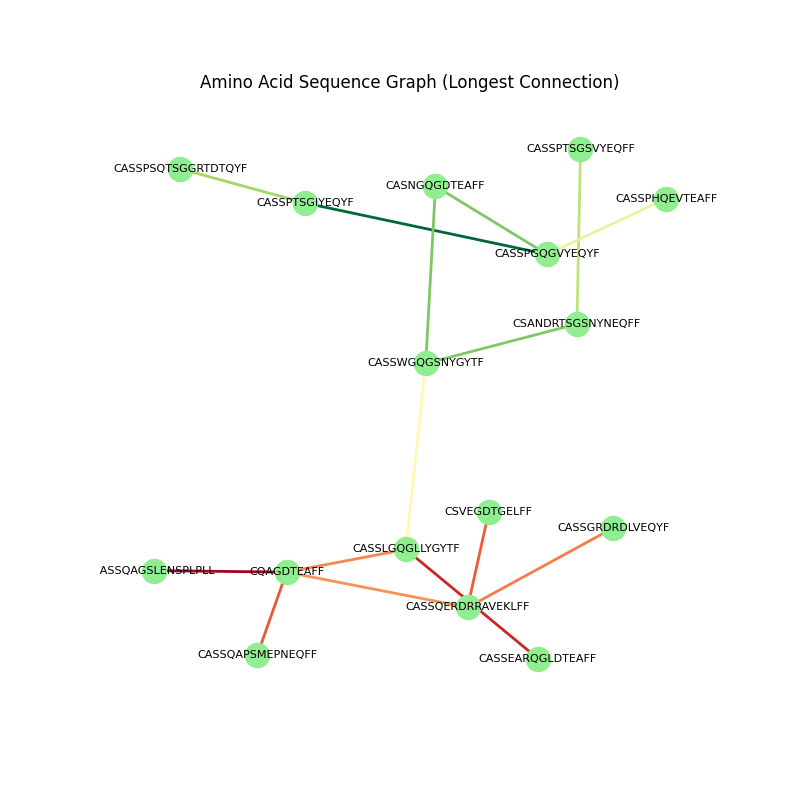 Amino Acid Sequence Graph (Longest Connection)
CASSPTSGSVYEQFF
CASSPSQTSGGRTDTQYF
CASNGQGDTEAFF
CASSPTSGIYEQYF
CASSPHQEVTEAFF
CASSPGQGVYEQYF
CSANDRTSGSNYNEQFF
CASSWGQGSNYGYTF
CSVEGDTGELFF
CASSGRDRDLVEQYF
CASSLGQGLLYGYTF
ASSQAGSLENSPLPLL
CQAGDTEAFF
CASSQERDRRAVEKLFF
CASSQAPSMEPNEQFF
CASSEARQGLDTEAFF